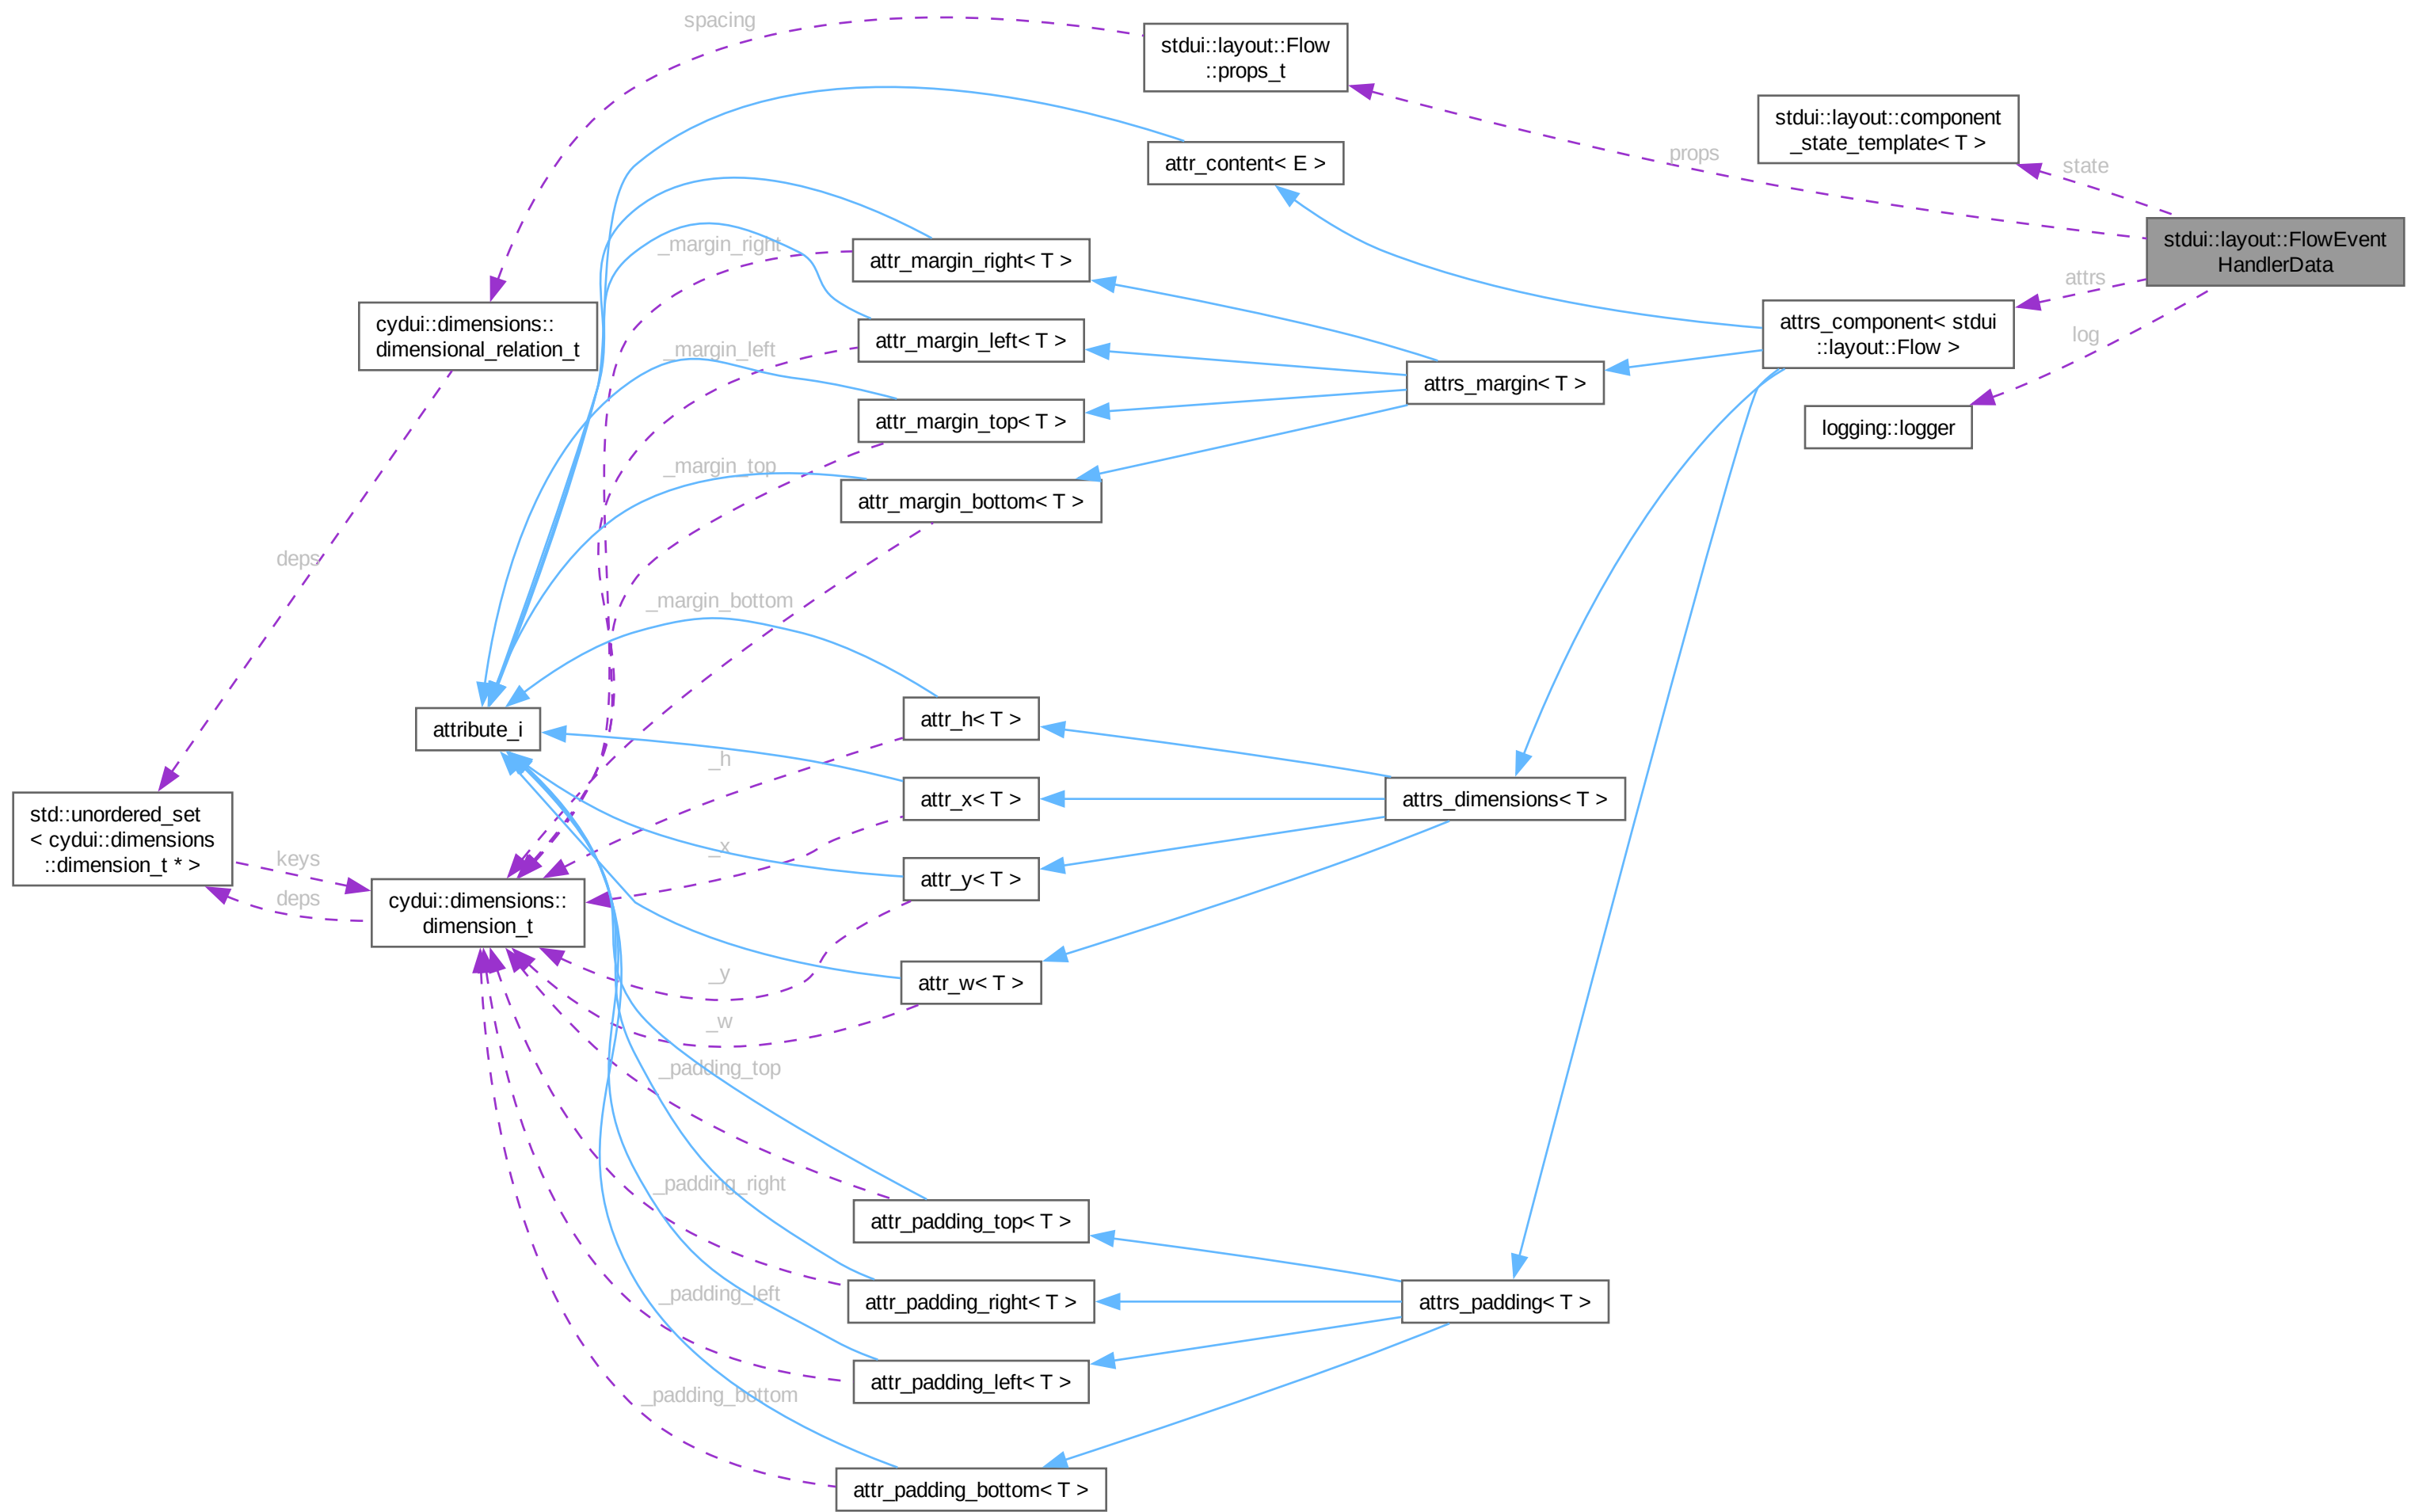 spacing
stdui::layout::Flow
::props_t
stdui::layout::component
_state_template< T >
props
attr_content< E >
state
stdui::layout::FlowEvent
HandlerData
_margin_right
attr_margin_right< T >
attrs
cydui::dimensions::
dimensional_relation_t
attrs_component< stdui
::layout::Flow >
log
attr_margin_left< T >
_margin_left
attrs_margin< T >
attr_margin_top< T >
logging::logger
_margin_top
attr_margin_bottom< T >
deps
_margin_bottom
attr_h< T >
attribute_i
_h
attr_x< T >
attrs_dimensions< T >
std::unordered_set
< cydui::dimensions
::dimension_t * >
_x
keys
attr_y< T >
deps
cydui::dimensions::
dimension_t
_y
attr_w< T >
_w
_padding_top
_padding_right
attr_padding_top< T >
_padding_left
attr_padding_right< T >
attrs_padding< T >
attr_padding_left< T >
_padding_bottom
attr_padding_bottom< T >